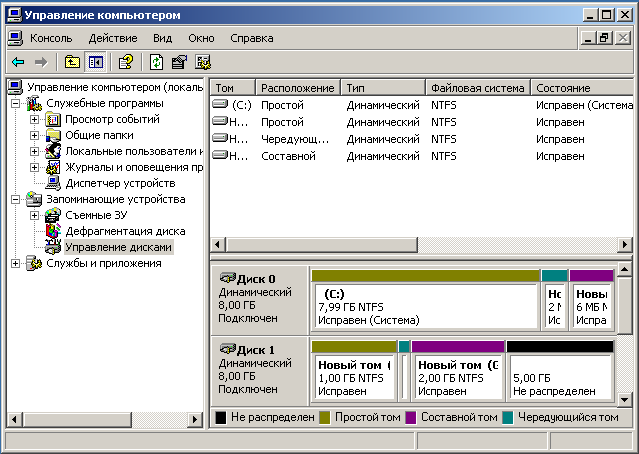 Управление компьютером
Консоль Действие Вид Окно Справка
Управление компьютером (локаль
Служебные программы
Просмотр событий
Общие папки
Локальные пользователи и
Журналы и оповещения пр
Диспетчер устройств
Запоминающие устройства
Съемные ЗУ
Дефрагментация диска
Управление дисками
Службы и приложения
Том Расположение Тип Файловая система Состояние
(C:) Простой Динамический NTFS Исправен (Система
Н... Простой Динамический NTFS Исправен
Н... Чередующ... Динамический NTFS Исправен
Н... Составной Динамический NTFS Исправен
Диск 0
Динамический
8,00 ГБ
Подключен
(C:)
7,99 ГБ NTFS
Исправен (Система)
Но
2 М
Ис
Новы
6 МБ N
Испра
Диск 1
Динамический
8,00 ГБ
Подключен
Новый том (
1,00 ГБ NTFS
Исправен
Новый том (G
2,00 ГБ NTFS
Исправен
5,00 ГБ
Не распределен
Не распределен Простой том Составной том Чередующийся том